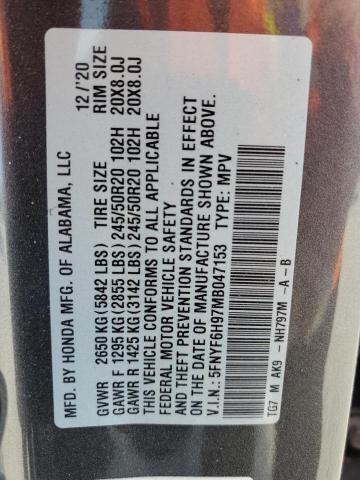 MFD. BY HONDA MFG. OF ALABAMA, LLC 12/'20
GVWR 2650 KG (5842 LBS) TIRE SIZE RIM SIZE
GAWR F 1295 KG (2855 LBS) 245/50R20 102H 20X8.0J
GAWR R 1425 KG (3142 LBS) 245/50R20 102H 20X8.0J
THIS VEHICLE CONFORMS TO ALL APPLICABLE
FEDERAL MOTOR VEHICLE SAFETY
AND THEFT PREVENTION STANDARDS IN EFFECT
ON THE DATE OF MANUFACTURE SHOWN ABOVE.
V.I.N.: 5FNYF6H97MB047153 TYPE: MPV
TG7 M AK9 - NH797M -A-B